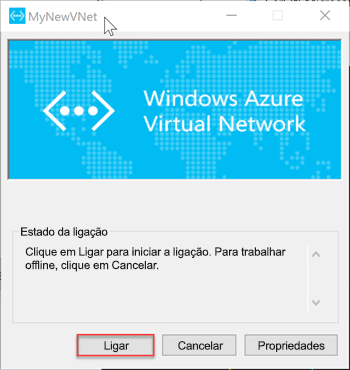 MyNewVNet
Windows Azure
Virtual Network
Estado da ligação
Clique em Ligar para iniciar a ligação. Para trabalhar
offline, clique em Cancelar.
Ligar
Cancelar
Propriedades